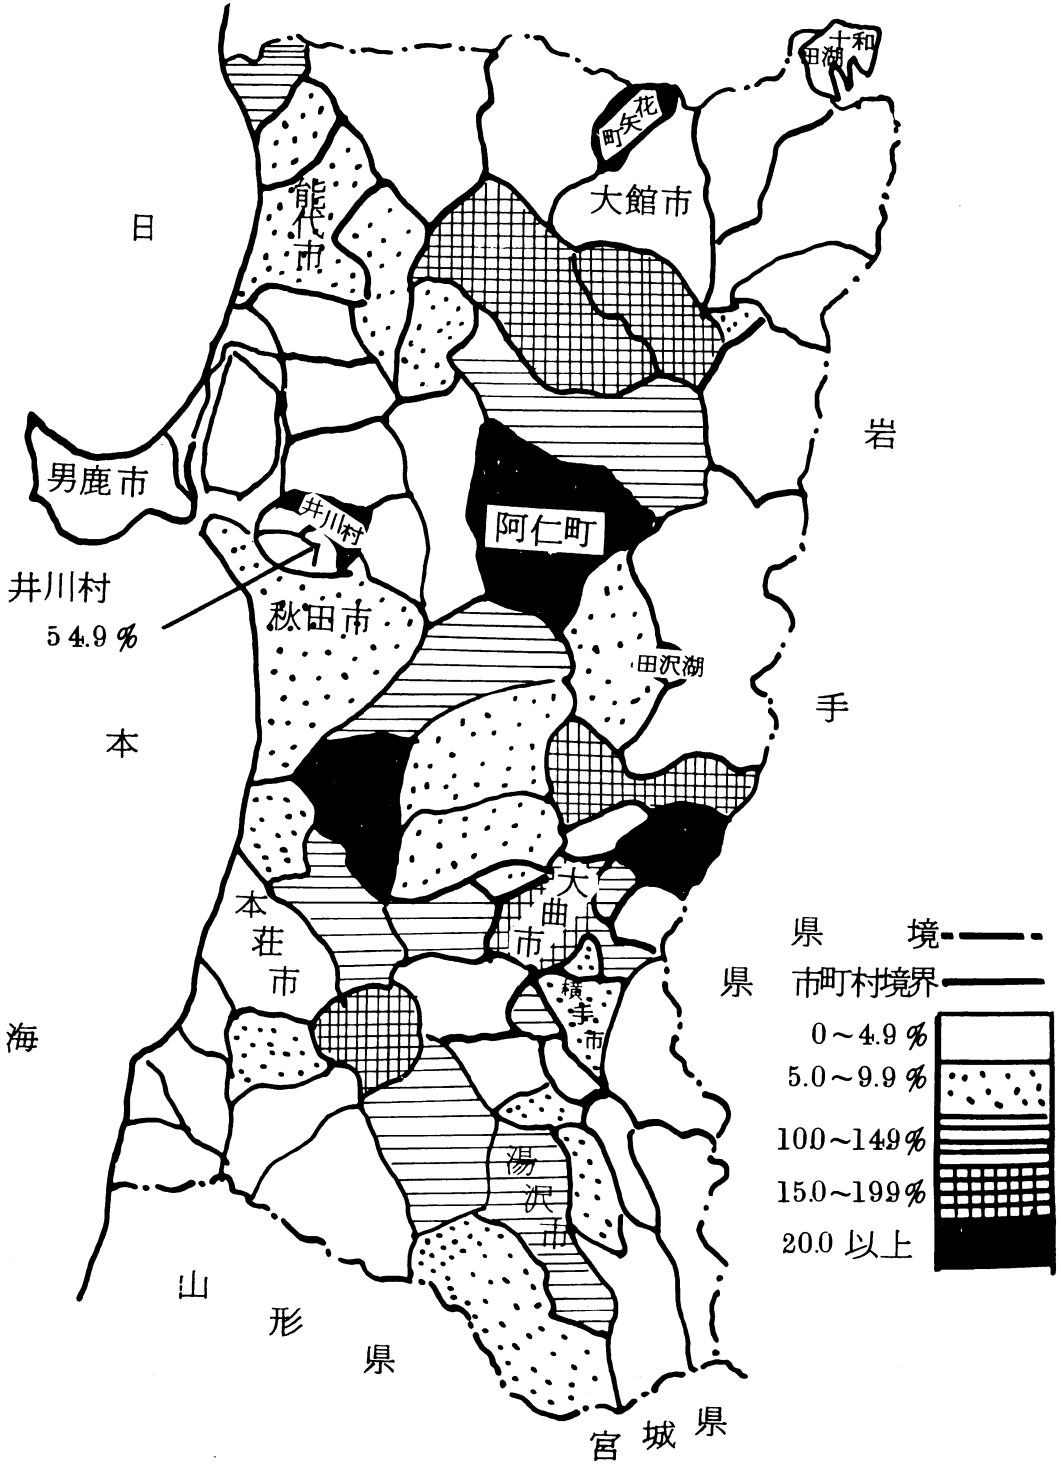 十和
田湖
花
矢
町
大館市
能代市
日
岩
男鹿市
井川村
阿仁町
井川村
54.9%
秋田市
田沢湖
手
本
大曲市
本荘市
県 境
県 市町村境界
横手市
海
0～4.9%
5.0～9.9%
10.0～14.9%
15.0～19.9%
20.0以上
湯沢市
山形県
宮城県